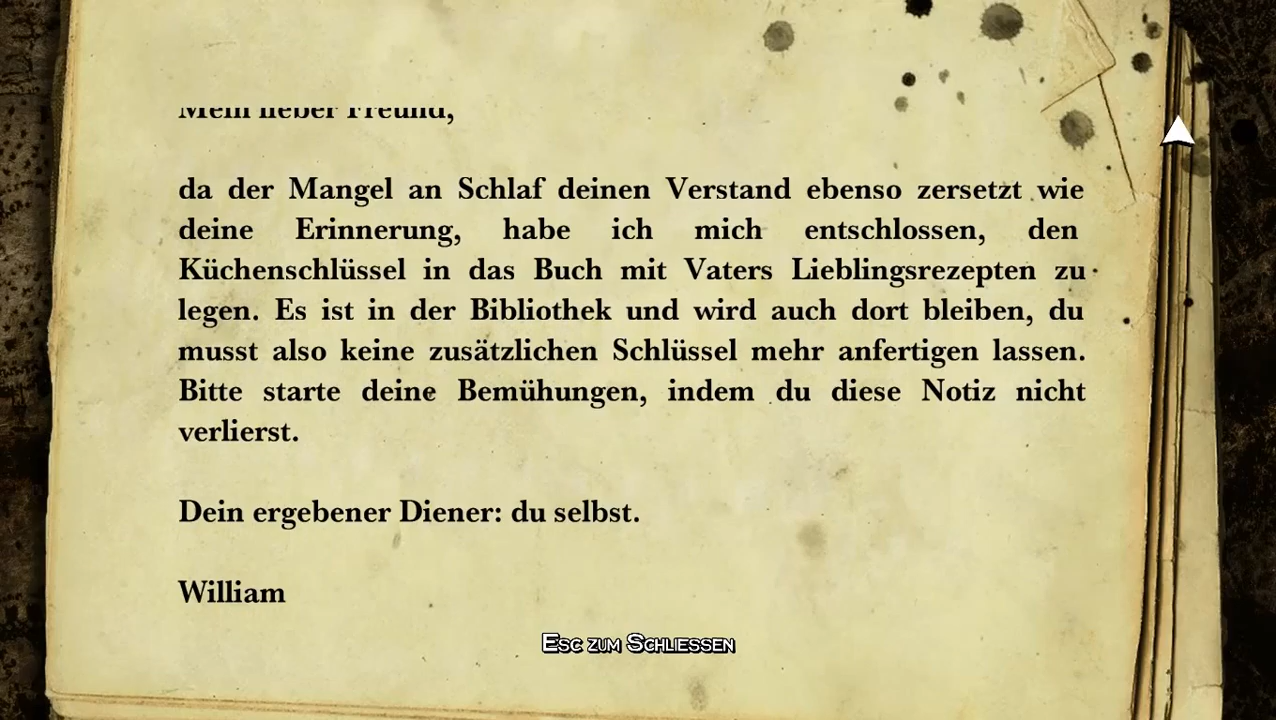 Mein lieber Freund,
da der Mangel an Schlaf deinen Verstand ebenso zersetzt wie
deine Erinnerung, habe ich mich entschlossen, den
Küchenschlüssel in das Buch mit Vaters Lieblingsrezepten zu
legen. Es ist in der Bibliothek und wird auch dort bleiben, du
musst also keine zusätzlichen Schlüssel mehr anfertigen lassen.
Bitte starte deine Bemühungen, indem du diese Notiz nicht
verlierst.
Dein ergebener Diener: du selbst.
William
Esc zum Schliessen